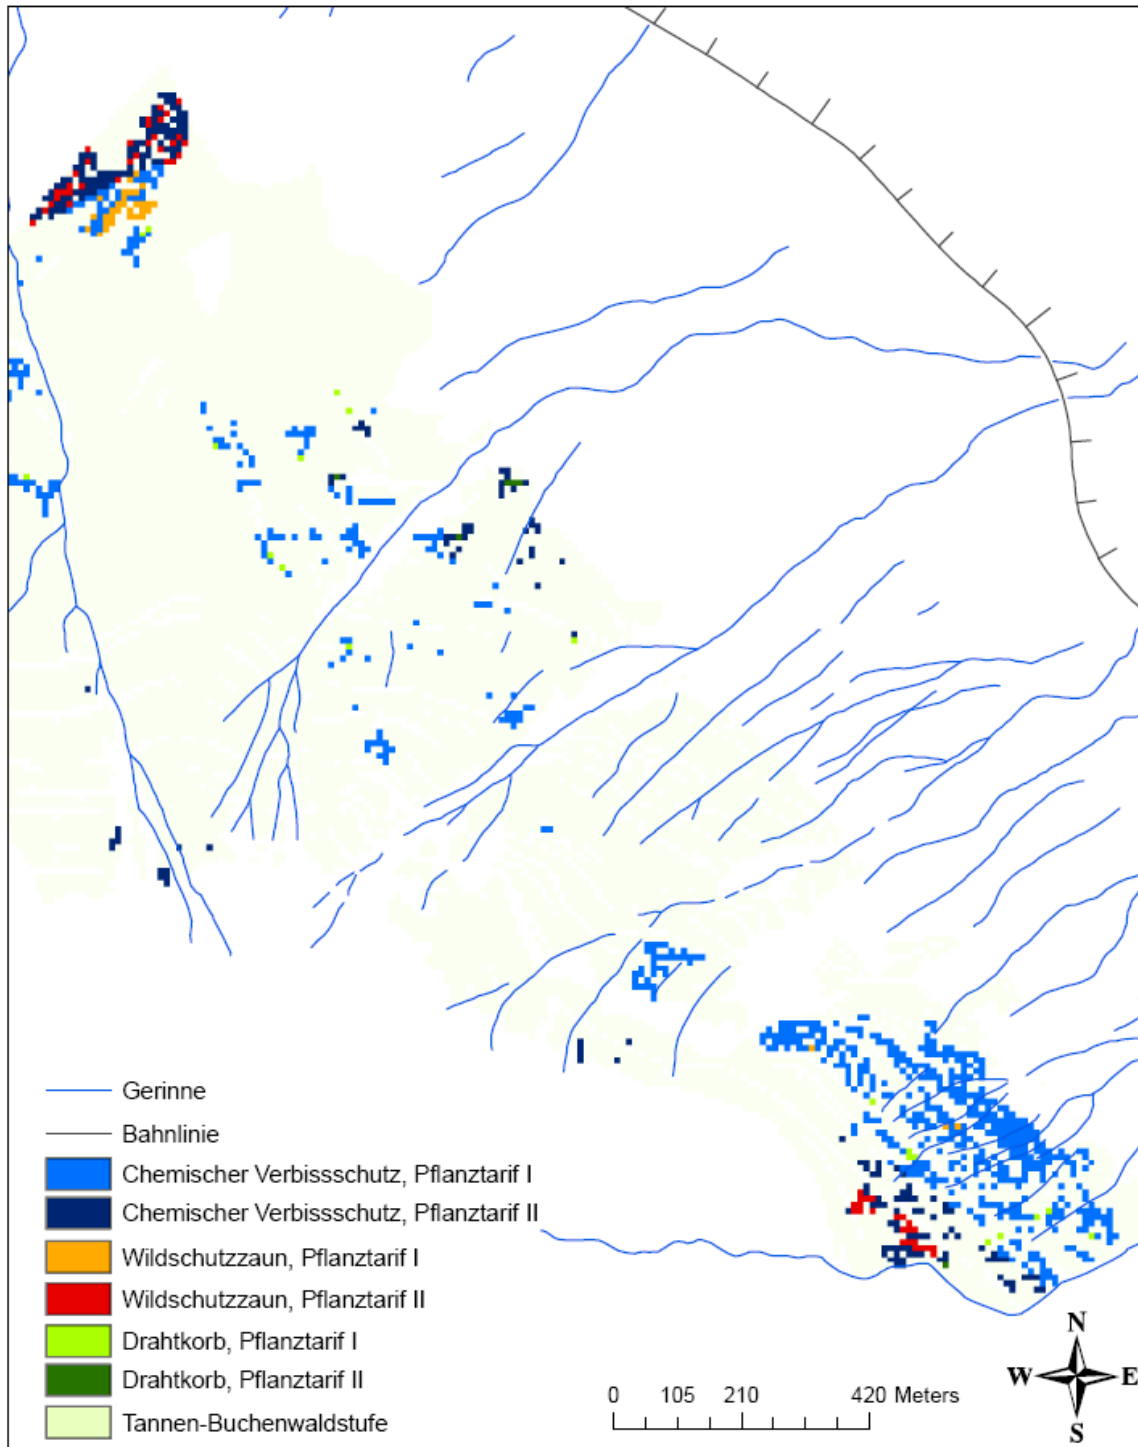 Gerinne
Bahnlinie
Chemischer Verbissschutz, Pflanztarif I
Chemischer Verbissschutz, Pflanztarif II
Wildschutzzaun, Pflanztarif I
Wildschutzzaun, Pflanztarif II
Drahtkorb, Pflanztarif I
Drahtkorb, Pflanztarif II
Tannen-Buchenwaldstufe
0 105 210 420 Meters
N
W E
S